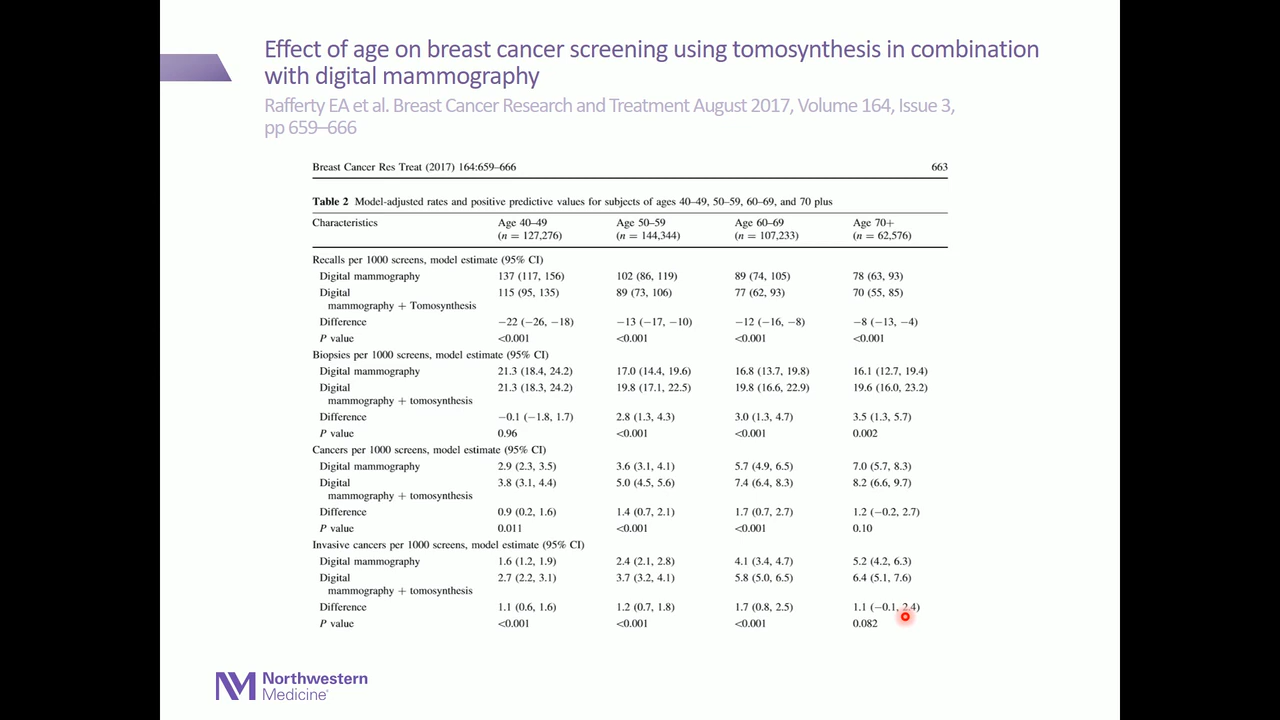 Effect of age on breast cancer screening using tomosynthesis in combination
with digital mammography
Rafferty EA et al. Breast Cancer Research and Treatment August 2017, Volume 164, Issue 3,
pp 659–666
Breast Cancer Res Treat (2017) 164:659–666 663
Table 2 Model-adjusted rates and positive predictive values for subjects of ages 40–49, 50–59, 60–69, and 70 plus
Characteristics Age 40–49 Age 50–59 Age 60–69 Age 70+
(n = 127,276) (n = 144,344) (n = 107,233) (n = 62,576)
Recalls per 1000 screens, model estimate (95% CI)
Digital mammography 137 (117, 156) 102 (86, 119) 89 (74, 105) 78 (63, 93)
Digital 115 (95, 135) 89 (73, 106) 77 (62, 93) 70 (55, 85)
mammography + Tomosynthesis
Difference −22 (−26, −18) −13 (−17, −10) −12 (−16, −8) −8 (−13, −4)
P value <0.001 <0.001 <0.001 <0.001
Biopsies per 1000 screens, model estimate (95% CI)
Digital mammography 21.3 (18.4, 24.2) 17.0 (14.4, 19.6) 16.8 (13.7, 19.8) 16.1 (12.7, 19.4)
Digital 21.3 (18.3, 24.2) 19.8 (17.1, 22.5) 19.8 (16.6, 22.9) 19.6 (16.0, 23.2)
mammography + tomosynthesis
Difference −0.1 (−1.8, 1.7) 2.8 (1.3, 4.3) 3.0 (1.3, 4.7) 3.5 (1.3, 5.7)
P value 0.96 <0.001 <0.001 0.002
Cancers per 1000 screens, model estimate (95% CI)
Digital mammography 2.9 (2.3, 3.5) 3.6 (3.1, 4.1) 5.7 (4.9, 6.5) 7.0 (5.7, 8.3)
Digital 3.8 (3.1, 4.4) 5.0 (4.5, 5.6) 7.4 (6.4, 8.3) 8.2 (6.6, 9.7)
mammography + tomosynthesis
Difference 0.9 (0.2, 1.6) 1.4 (0.7, 2.1) 1.7 (0.7, 2.7) 1.2 (−0.2, 2.7)
P value 0.011 <0.001 <0.001 0.10
Invasive cancers per 1000 screens, model estimate (95% CI)
Digital mammography 1.6 (1.2, 1.9) 2.4 (2.1, 2.8) 4.1 (3.4, 4.7) 5.2 (4.2, 6.3)
Digital 2.7 (2.2, 3.1) 3.7 (3.2, 4.1) 5.8 (5.0, 6.5) 6.4 (5.1, 7.6)
mammography + tomosynthesis
Difference 1.1 (0.6, 1.6) 1.2 (0.7, 1.8) 1.7 (0.8, 2.5) 1.1 (−0.1, 2.4)
P value <0.001 <0.001 <0.001 0.082
Northwestern
Medicine